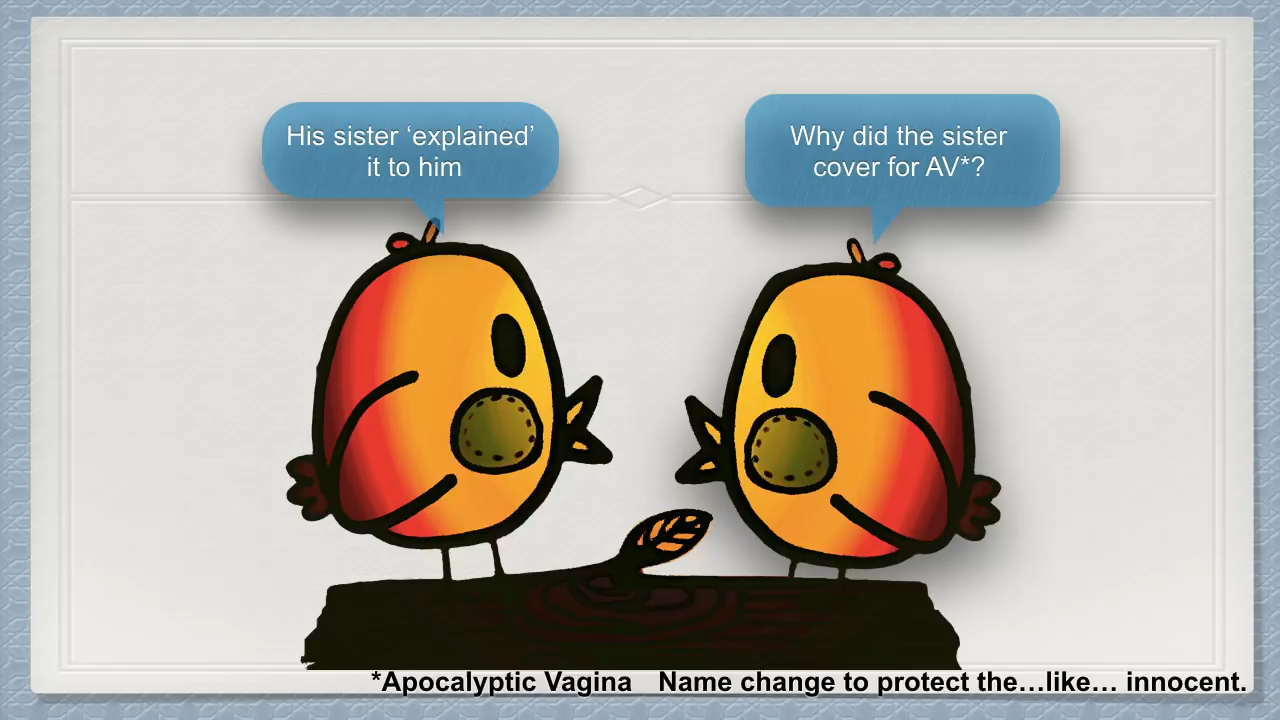 His sister ‘explained’
it to him
Why did the sister
cover for AV*?
*Apocalyptic Vagina Name change to protect the…like… innocent.